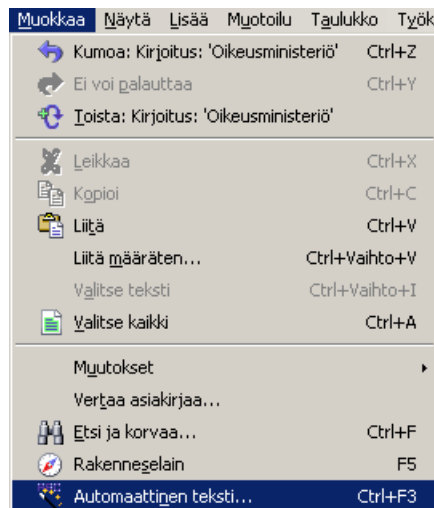 Muokkaa Näytä Lisää Muotoilu Taulukko Työk
Kumoa: Kirjoitus: 'Oikeusministeriö' Ctrl+Z
Ei voi palauttaa Ctrl+Y
Toista: Kirjoitus: 'Oikeusministeriö'
Leikkaa Ctrl+X
Kopioi Ctrl+C
Liitä Ctrl+V
Liitä määräten... Ctrl+Vaihto+V
Valitse teksti Ctrl+Vaihto+I
Valitse kaikki Ctrl+A
Muutokset
Vertaa asiakirjaa...
Etsi ja korvaa... Ctrl+F
Rakenneselain F5
Automaattinen teksti... Ctrl+F3